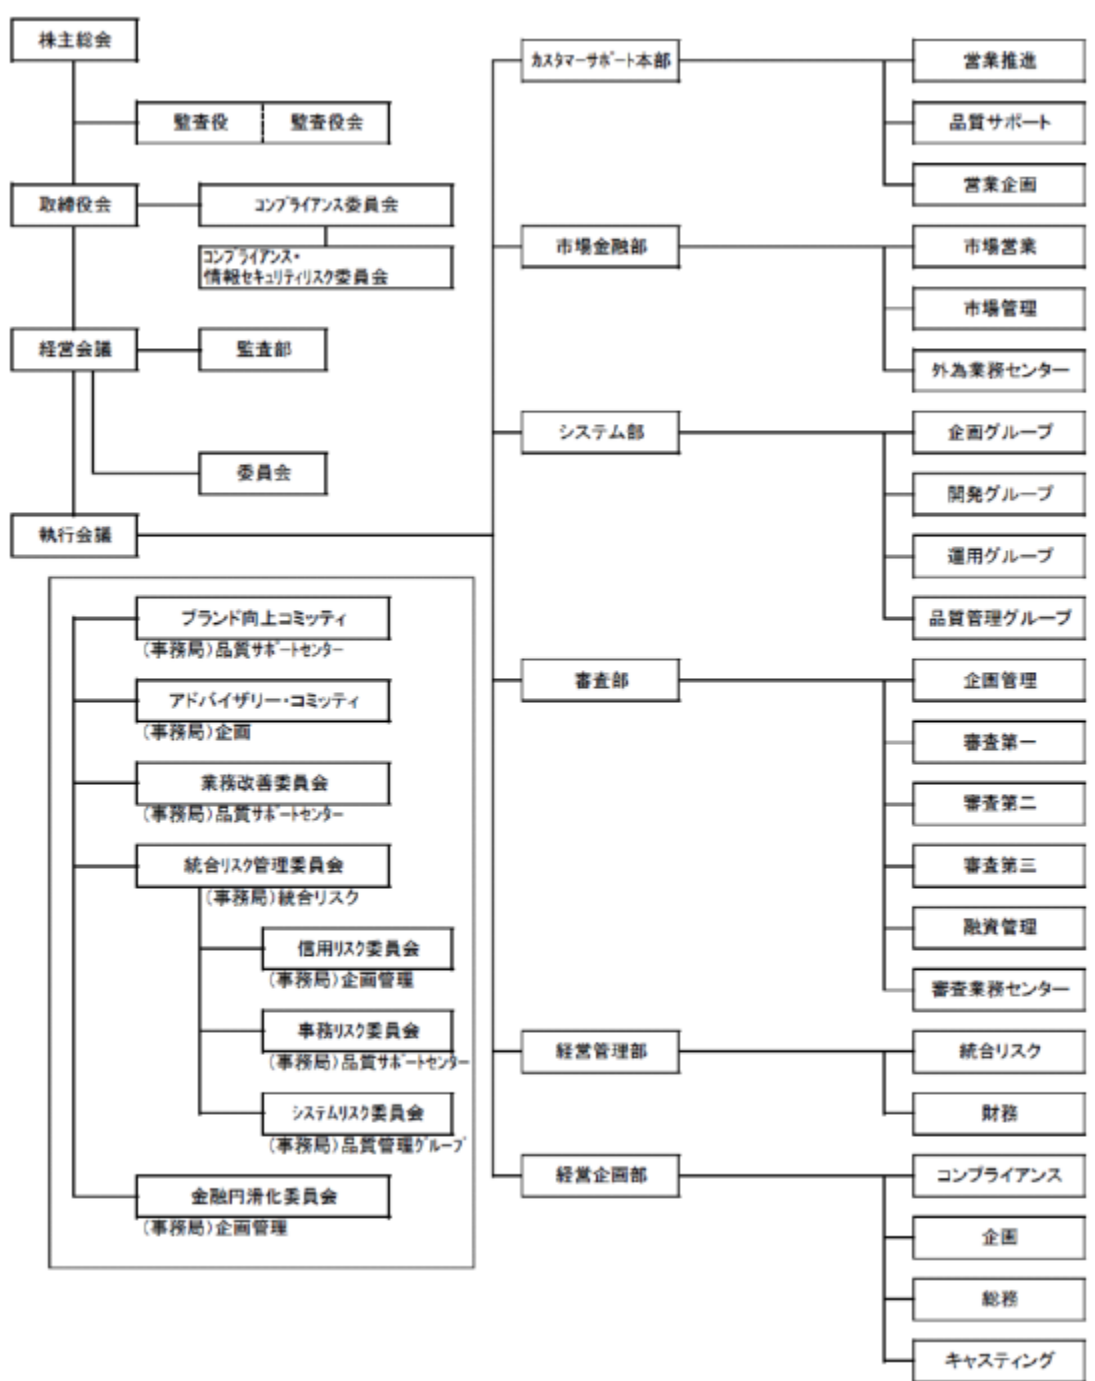 株主総会
監査役 監査役会
取締役会
コンプライアンス委員会
コンプライアンス・
情報セキュリティリスク委員会
経営会議
監査部
委員会
執行会議
ブランド向上コミッティ
(事務局)品質サポートセンター
アドバイザリー・コミッティ
(事務局)企画
業務改善委員会
(事務局)品質サポートセンター
統合リスク管理委員会
(事務局)統合リスク
信用リスク委員会
(事務局)企画管理
事務リスク委員会
(事務局)品質サポートセンター
システムリスク委員会
(事務局)品質管理グループ
金融円滑化委員会
(事務局)企画管理
カスタマーサポート本部
営業推進
品質サポート
営業企画
市場金融部
市場営業
市場管理
外為業務センター
システム部
企画グループ
開発グループ
運用グループ
品質管理グループ
審査部
企画管理
審査第一
審査第二
審査第三
融資管理
審査業務センター
経営管理部
統合リスク
財務
経営企画部
コンプライアンス
企画
総務
キャスティング